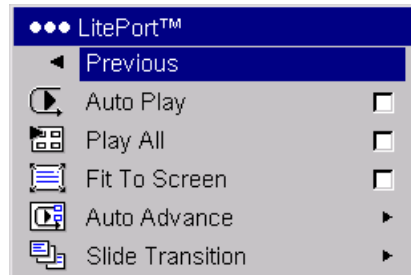 LitePort™
Previous
Auto Play
Play All
Fit To Screen
Auto Advance
Slide Transition